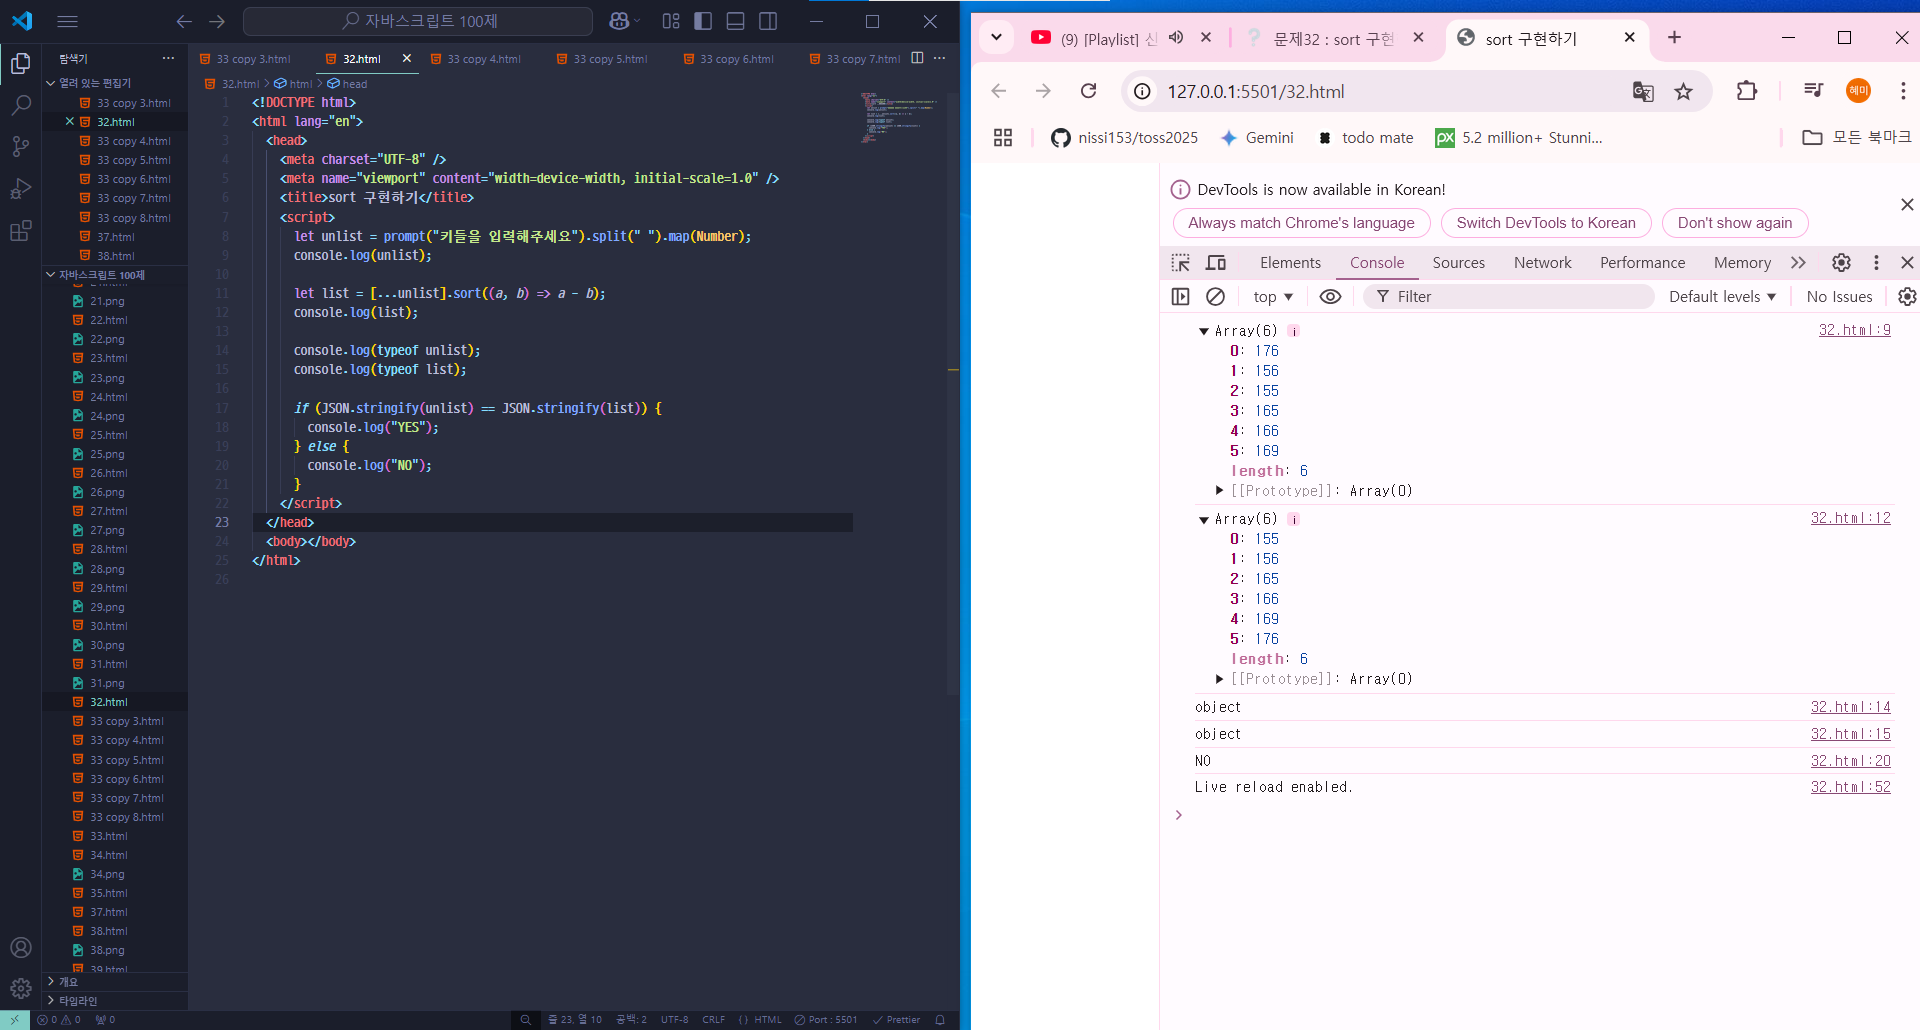 자바스크립트 100제
탐색기
열려 있는 편집기
33 copy 3.html
32.html
33 copy 4.html
33 copy 5.html
33 copy 6.html
33 copy 7.html
33 copy 8.html
37.html
38.html
자바스크립트 100제
21.png
22.html
22.png
23.html
23.png
24.html
24.png
25.html
25.png
26.html
26.png
27.html
27.png
28.html
28.png
29.html
29.png
30.html
30.png
31.html
31.png
32.html
33 copy 3.html
33 copy 4.html
33 copy 5.html
33 copy 6.html
33 copy 7.html
33 copy 8.html
33.html
34.html
34.png
35.html
37.html
38.html
38.png
39.html
개요
타임라인
33 copy 3.html 32.html 33 copy 4.html 33 copy 5.html 33 copy 6.html 33 copy 7.html
32.html > html > head
1 <!DOCTYPE html>
2 <html lang="en">
3 <head>
4 <meta charset="UTF-8" />
5 <meta name="viewport" content="width=device-width, initial-scale=1.0" />
6 <title>sort 구현하기</title>
7 <script>
8 let unlist = prompt("키들을 입력해주세요").split(" ").map(Number);
9 console.log(unlist);
10
11 let list = [...unlist].sort((a, b) => a - b);
12 console.log(list);
13
14 console.log(typeof unlist);
15 console.log(typeof list);
16
17 if (JSON.stringify(unlist) == JSON.stringify(list)) {
18 console.log("YES");
19 } else {
20 console.log("NO");
21 }
22 </script>
23 </head>
24 <body></body>
25 </html>
26
0 0 0 줄 23, 열 10 공백: 2 UTF-8 CRLF {} HTML Port : 5501 Prettier
(9) [Playlist] 신 문제32 : sort 구현 sort 구현하기
127.0.0.1:5501/32.html 혜미
nissi153/toss2025 Gemini todo mate px 5.2 million+ Stunni... 모든 북마크
DevTools is now available in Korean!
Always match Chrome's language Switch DevTools to Korean Don't show again
Elements Console Sources Network Performance Memory
top Filter Default levels No Issues
Array(6) i 32.html:9
0: 176
1: 156
2: 155
3: 165
4: 166
5: 169
length: 6
[[Prototype]]: Array(0)
Array(6) i 32.html:12
0: 155
1: 156
2: 165
3: 166
4: 169
5: 176
length: 6
[[Prototype]]: Array(0)
object 32.html:14
object 32.html:15
NO 32.html:20
Live reload enabled. 32.html:52